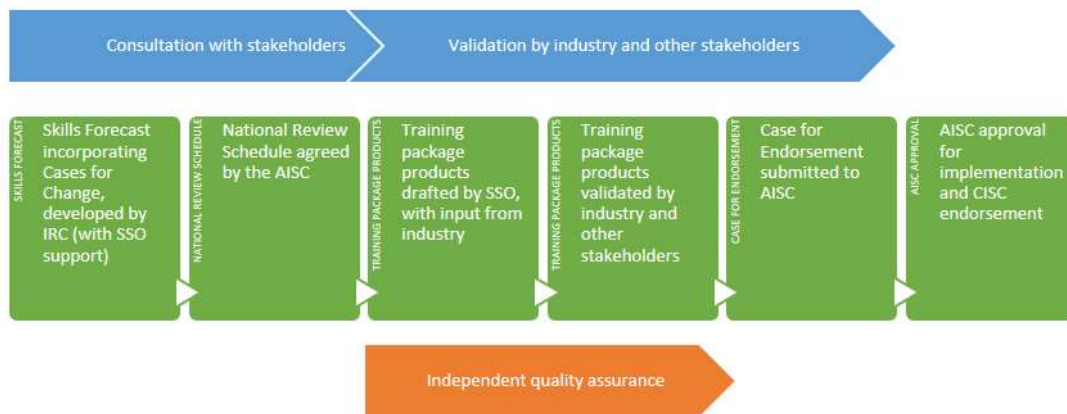 Consultation with stakeholders
Validation by industry and other stakeholders
SKILLS FORECAST
Skills Forecast
incorporating
Cases for
Change,
developed by
IRC (with SSO
support)
NATIONAL REVIEW SCHEDULE
National Review
Schedule agreed
by the AISC
TRAINING PACKAGE PRODUCTS
Training
package
products
drafted by SSO,
with input from
industry
TRAINING PACKAGE PRODUCTS
Training
package
products
validated by
industry and
other
stakeholders
CASE FOR ENDORSEMENT
Case for
Endorsement
submitted to
AISC
AISC APPROVAL
AISC approval
for
implementation
and CISC
endorsement
Independent quality assurance